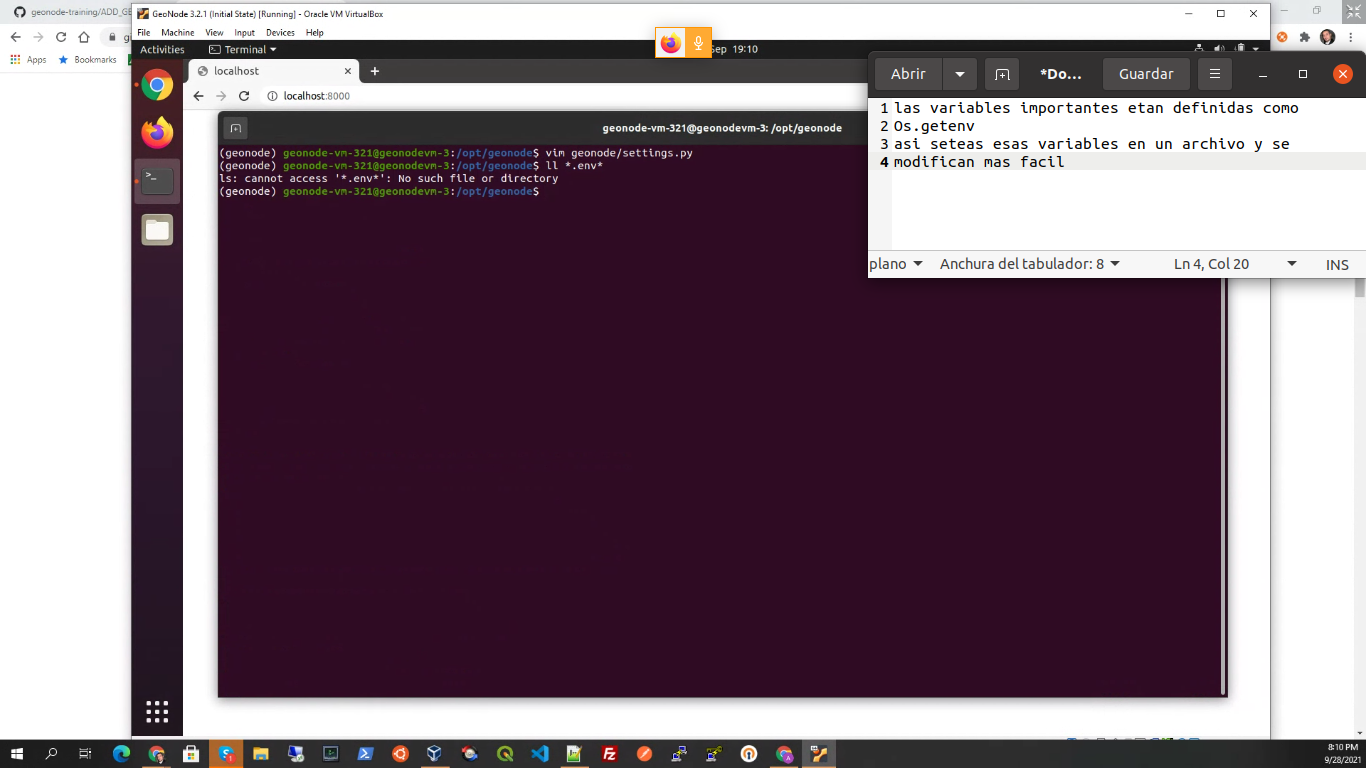 geonode-training/ADD_GE
GeoNode 3.2.1 (Initial State) [Running] - Oracle VM VirtualBox
File Machine View Input Devices Help
Activities Terminal Sep 19:10
Apps Bookmarks
localhost
localhost:8000
geonode-vm-321@geonodevm-3: /opt/geonode
(geonode) geonode-vm-321@geonodevm-3:/opt/geonode$ vim geonode/settings.py
(geonode) geonode-vm-321@geonodevm-3:/opt/geonode$ ll *.env*
ls: cannot access '*.env*': No such file or directory
(geonode) geonode-vm-321@geonodevm-3:/opt/geonode$
Abrir *Do... Guardar
1 las variables importantes etan definidas como
2 Os.getenv
3 asi seteas esas variables en un archivo y se
4 modifican mas facil
plano Anchura del tabulador: 8 Ln 4, Col 20 INS
8:10 PM
9/28/2021